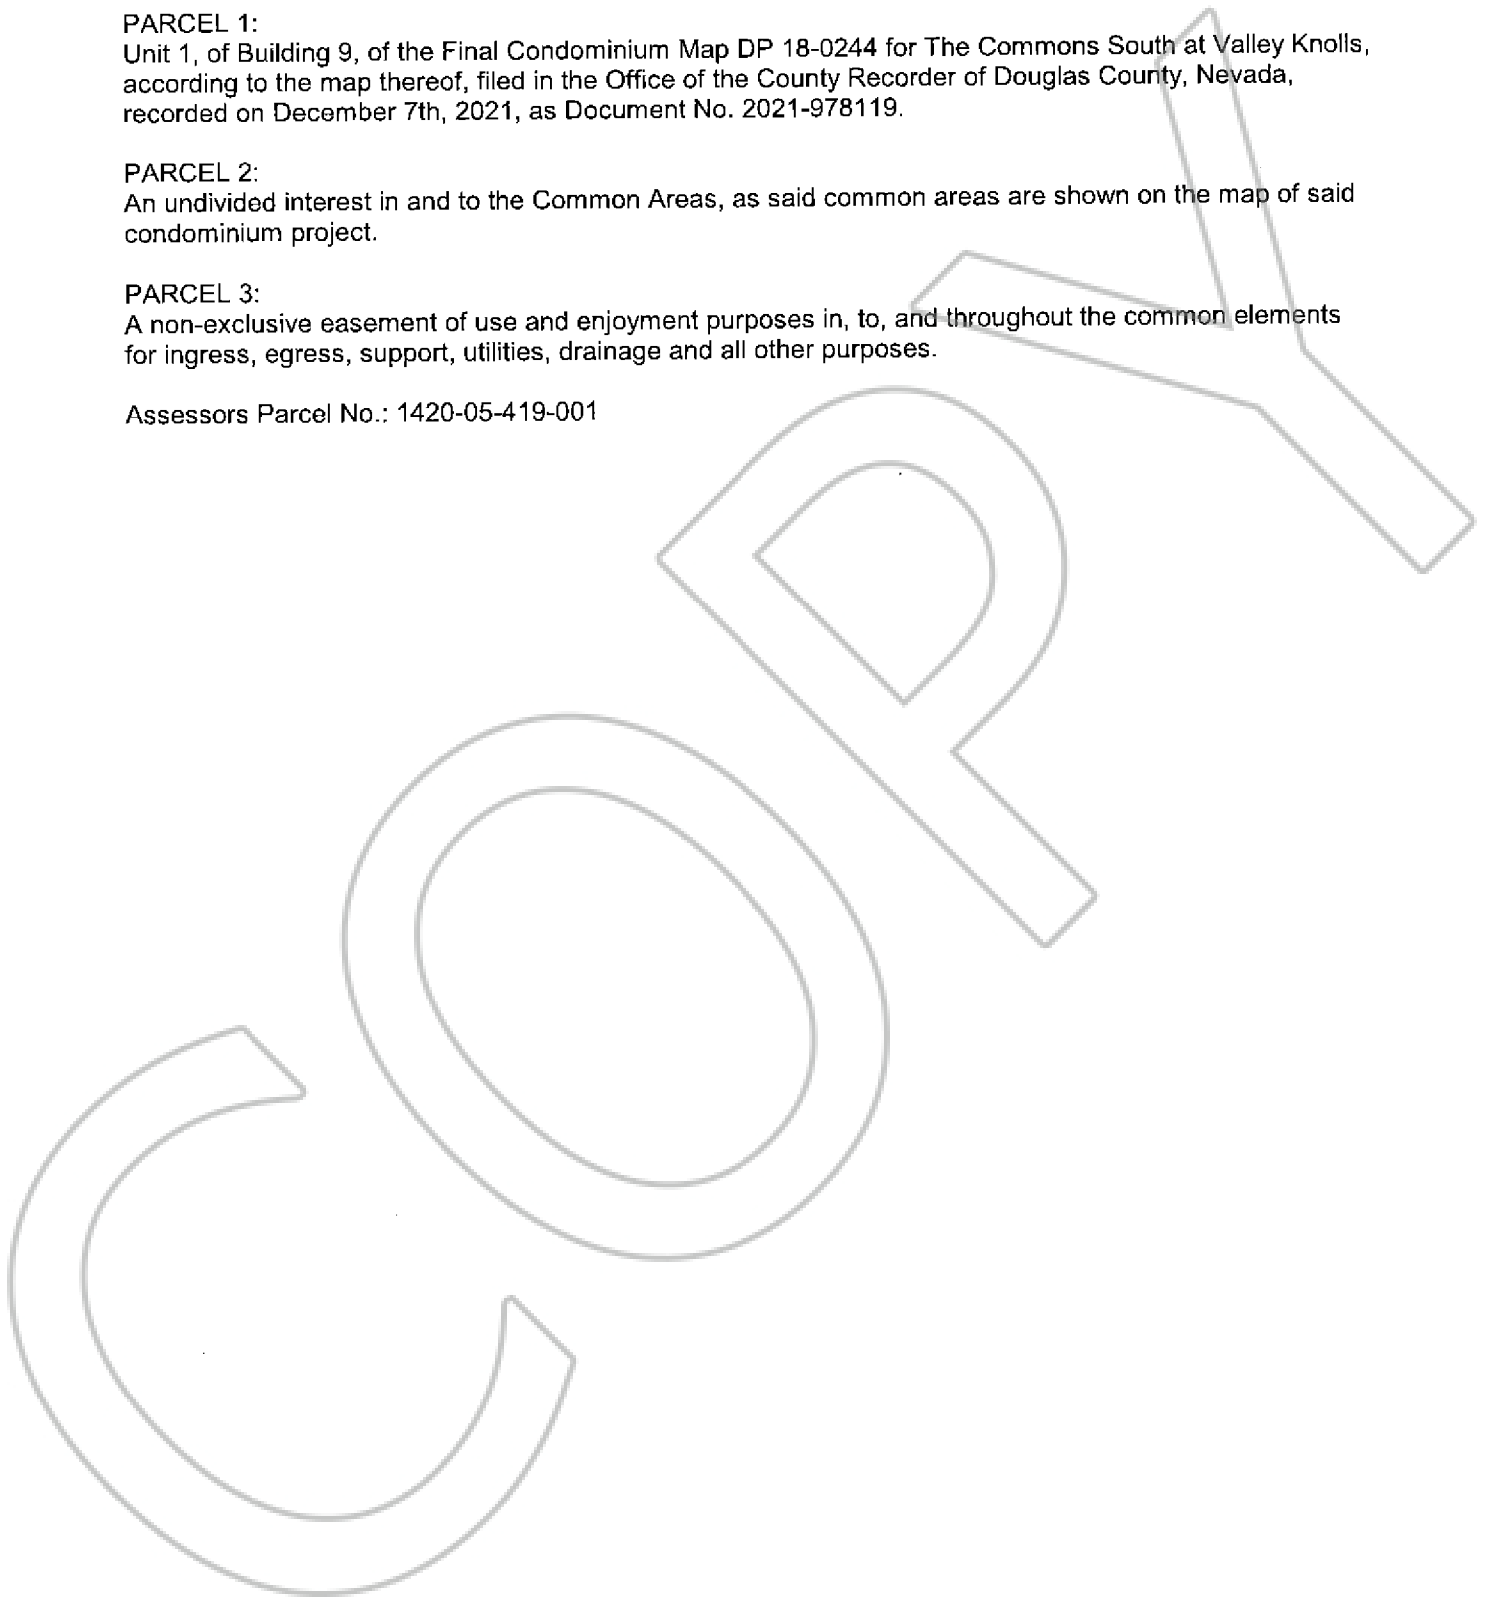 PARCEL 1:
Unit 1, of Building 9, of the Final Condominium Map DP 18-0244 for The Commons South at Valley Knolls,
according to the map thereof, filed in the Office of the County Recorder of Douglas County, Nevada,
recorded on December 7th, 2021, as Document No. 2021-978119.
PARCEL 2:
An undivided interest in and to the Common Areas, as said common areas are shown on the map of said
condominium project.
PARCEL 3:
A non-exclusive easement of use and enjoyment purposes in, to, and throughout the common elements
for ingress, egress, support, utilities, drainage and all other purposes.
Assessors Parcel No.: 1420-05-419-001
COPY